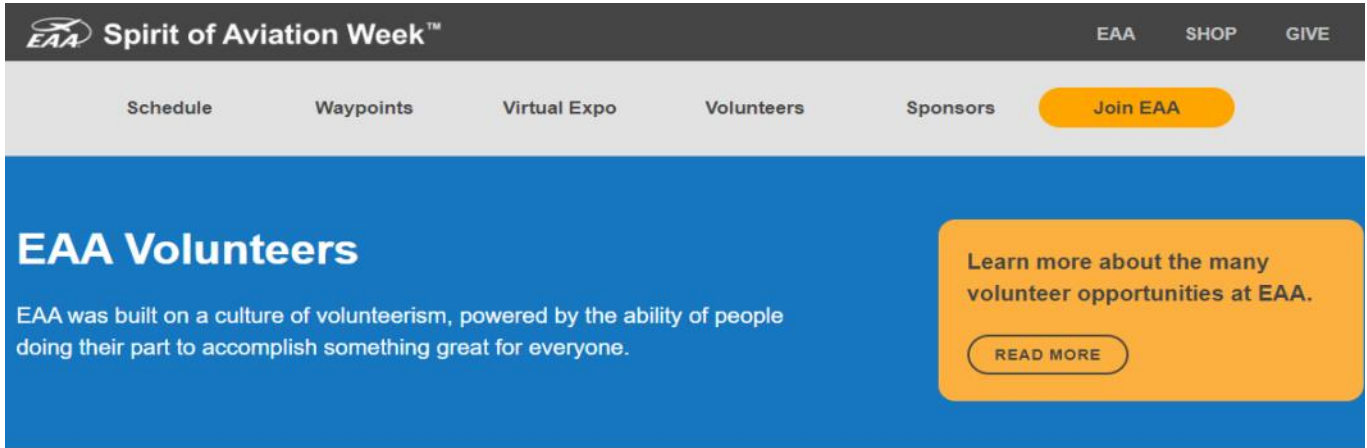 EAA Spirit of Aviation Week™
EAA SHOP GIVE
Schedule Waypoints Virtual Expo Volunteers Sponsors Join EAA
EAA Volunteers
EAA was built on a culture of volunteerism, powered by the ability of people
doing their part to accomplish something great for everyone.
Learn more about the many
volunteer opportunities at EAA.
READ MORE